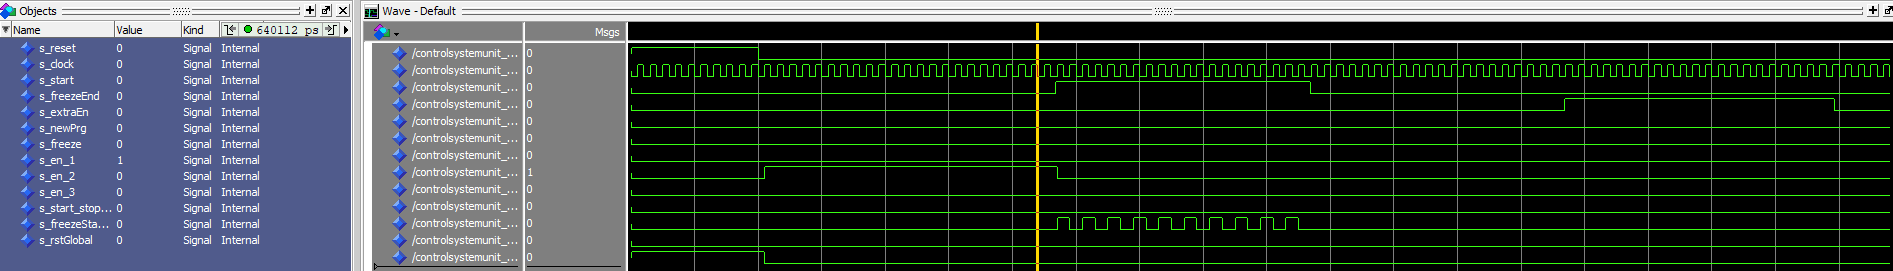 Objects
Name Value Kind 640112 ps
s_reset 0 Signal Internal
s_clock 0 Signal Internal
s_start 0 Signal Internal
s_freezeEnd 0 Signal Internal
s_extraEn 0 Signal Internal
s_newPrg 0 Signal Internal
s_freeze 0 Signal Internal
s_en_1 1 Signal Internal
s_en_2 0 Signal Internal
s_en_3 0 Signal Internal
s_start_stop... 0 Signal Internal
s_freezeSta... 0 Signal Internal
s_rstGlobal 0 Signal Internal
Wave - Default
Msgs
/controlsystemunit_... 0
/controlsystemunit_... 0
/controlsystemunit_... 0
/controlsystemunit_... 0
/controlsystemunit_... 0
/controlsystemunit_... 0
/controlsystemunit_... 0
/controlsystemunit_... 1
/controlsystemunit_... 0
/controlsystemunit_... 0
/controlsystemunit_... 0
/controlsystemunit_... 0
/controlsystemunit_... 0